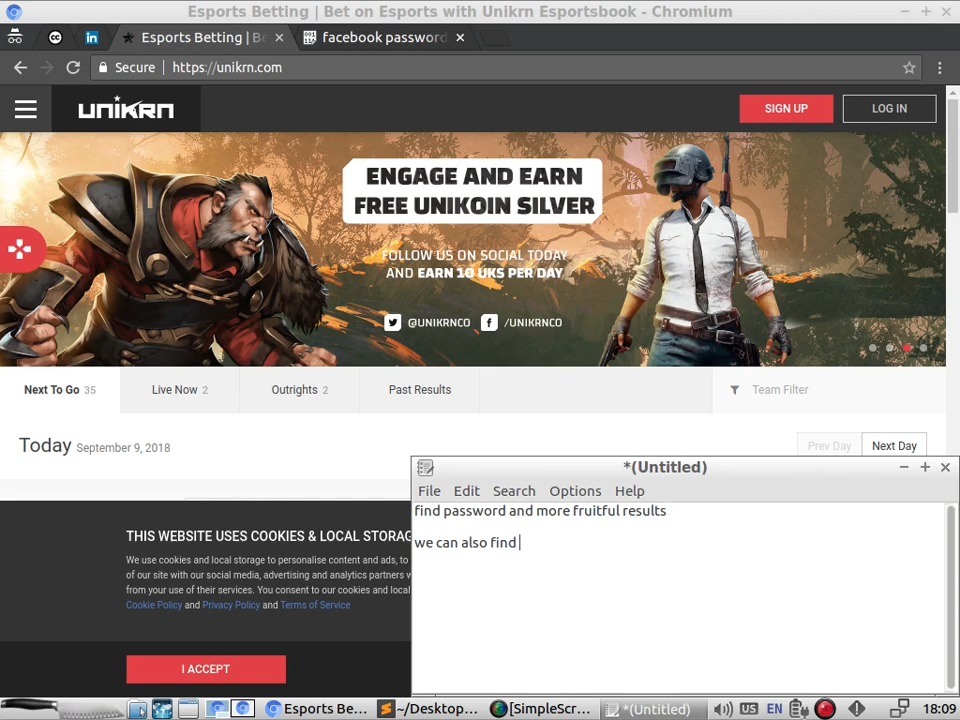 Esports Betting | Bet on Esports with Unikrn Esportsbook - Chromium
cc
in
Esports Betting | Be
facebook password
Secure
https://unikrn.com
UNIKRN
SIGN UP
LOG IN
ENGAGE AND EARN
FREE UNIKOIN SILVER
FOLLOW US ON SOCIAL TODAY
AND EARN 10 UKS PER DAY
@UNIKRNCO
/UNIKRNCO
Next To Go 35
Live Now 2
Outrights 2
Past Results
Team Filter
Today September 9, 2018
Prev Day
Next Day
THIS WEBSITE USES COOKIES & LOCAL STORAG
We use cookies and local storage to personalise content and ads, to
of our site with our social media, advertising and analytics partners
from your use of their services. You consent to our cookies and local
Cookie Policy and Privacy Policy and Terms of Service
I ACCEPT
*(Untitled)
File Edit Search Options Help
find password and more fruitful results
we can also find
Esports Be...
~/Desktop...
[SimpleScr...
*(Untitled)
US
EN
18:09